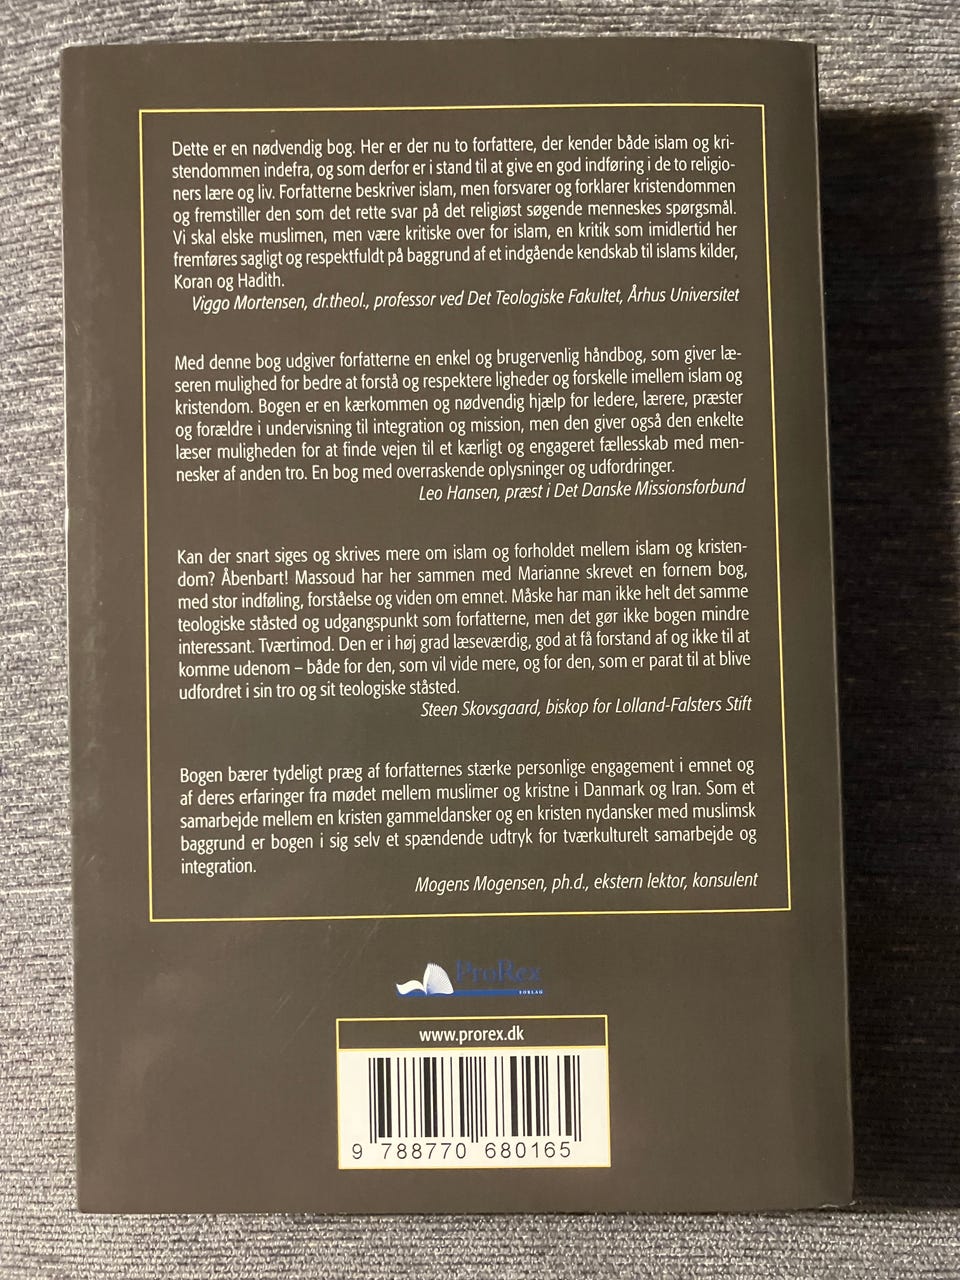 Dette er en nødvendig bog. Her er der nu to forfattere, der kender både islam og kri-
stendommen indefra, og som derfor er i stand til at give en god indføring i de to religio-
ners lære og liv. Forfatterne beskriver islam, men forsvarer og forklarer kristendommen
og fremstiller den som det rette svar på det religiøst søgende menneskes spørgsmål.
Vi skal elske muslimen, men være kritiske over for islam, en kritik som imidlertid her
fremføres sagligt og respektfuldt på baggrund af et indgående kendskab til islams kilder,
Koran og Hadith.
Viggo Mortensen, dr.theol., professor ved Det Teologiske Fakultet, Århus Universitet
Med denne bog udgiver forfatterne en enkel og brugervenlig håndbog, som giver læ-
seren mulighed for bedre at forstå og respektere ligheder og forskelle imellem islam og
kristendom. Bogen er en kærkommen og nødvendig hjælp for ledere, lærere, præster
og forældre i undervisning til integration og mission, men den giver også den enkelte
læser muligheden for at finde vejen til et kærligt og engageret fællesskab med men-
nesker af anden tro. En bog med overraskende oplysninger og udfordringer.
Leo Hansen, præst i Det Danske Missionsforbund
Kan der snart siges og skrives mere om islam og forholdet mellem islam og kristen-
dom? Åbenbart! Massoud har her sammen med Marianne skrevet en fornem bog,
med stor indføling, forståelse og viden om emnet. Måske har man ikke helt det samme
teologiske ståsted og udgangspunkt som forfatterne, men det gør ikke bogen mindre
interessant. Tværtimod. Den er i høj grad læseværdig, god at få forstand af og ikke til at
komme udenom – både for den, som vil vide mere, og for den, som er parat til at blive
udfordret i sin tro og sit teologiske ståsted.
Steen Skovsgaard, biskop for Lolland-Falsters Stift
Bogen bærer tydeligt præg af forfatternes stærke personlige engagement i emnet og
af deres erfaringer fra mødet mellem muslimer og kristne i Danmark og Iran. Som et
samarbejde mellem en kristen gammeldansker og en kristen nydansker med muslimsk
baggrund er bogen i sig selv et spændende udtryk for tværkulturelt samarbejde og
integration.
Mogens Mogensen, ph.d., ekstern lektor, konsulent
ProRex
FORLAG
www.prorex.dk
9 788770 680165